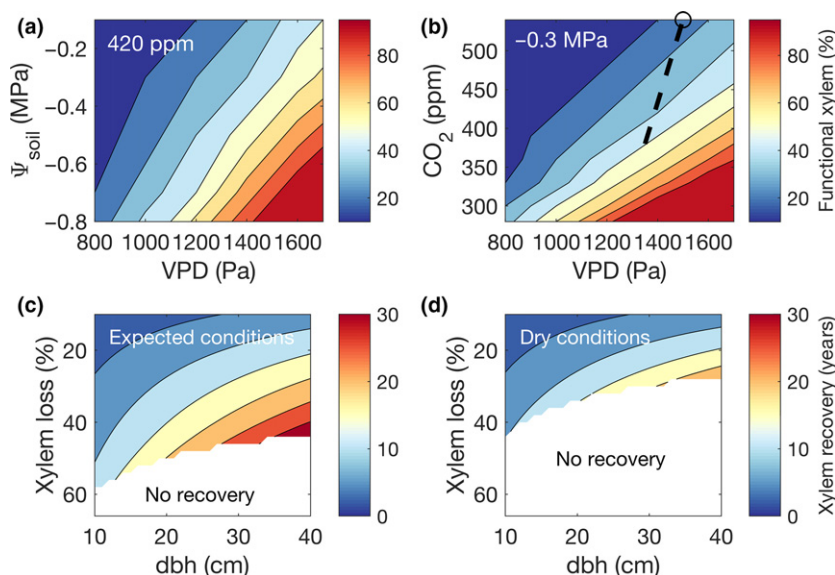 (a)
420 ppm
−0.1
−0.2
−0.4
−0.6
−0.8
Ψsoil (MPa)
800 1000 1200 1400 1600
VPD (Pa)
80
60
40
20
(b)
−0.3 MPa
500
450
400
350
300
CO2 (ppm)
800 1000 1200 1400 1600
VPD (Pa)
80
60
40
20
Functional xylem (%)
(c)
Expected conditions
No recovery
20
40
60
Xylem loss (%)
10 20 30 40
dbh (cm)
30
20
10
0
(d)
Dry conditions
No recovery
20
40
60
Xylem loss (%)
10 20 30 40
dbh (cm)
30
20
10
0
Xylem recovery (years)